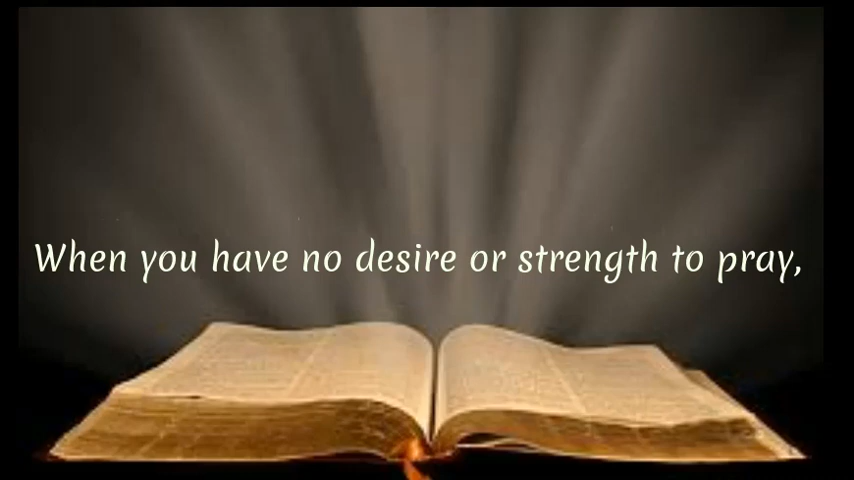 When you have no desire or strength to pray,